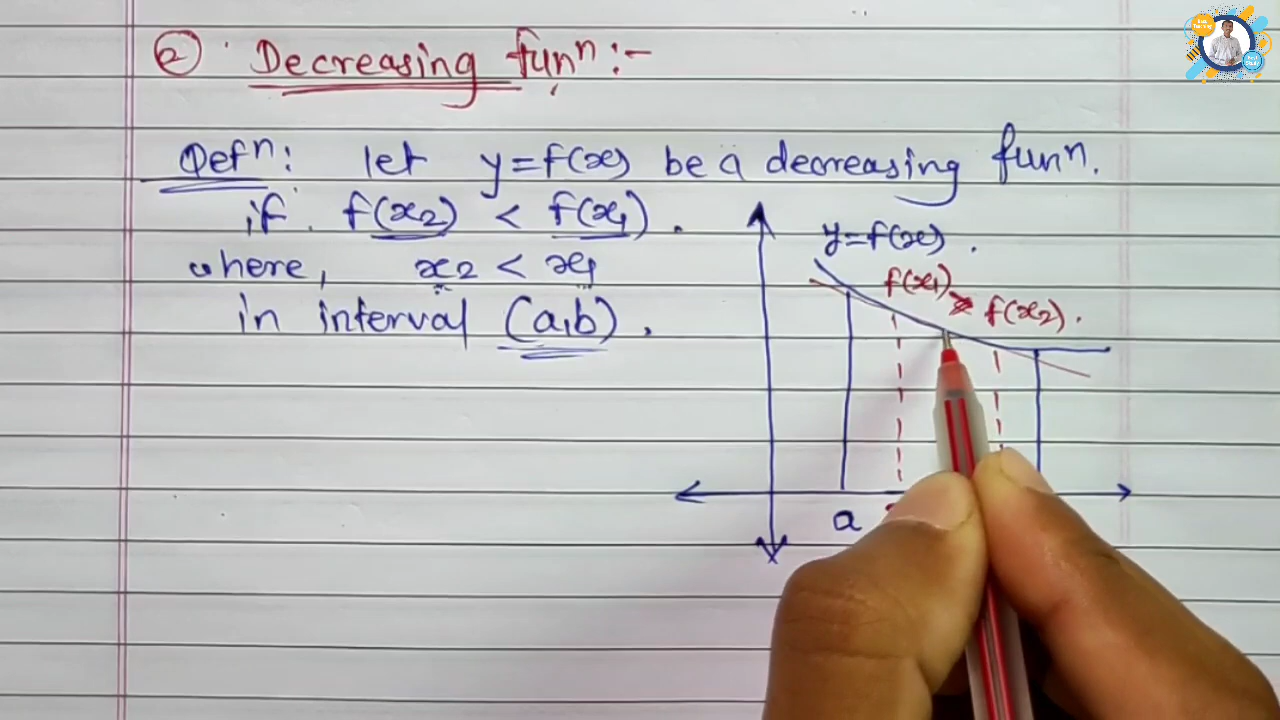 ② Decreasing funⁿ :-
Defⁿ: let y=f(x) be a decreasing funⁿ.
if f(x₂) < f(x₁).
where, x₂ < x₁
in interval (a,b).
y=f(x).
f(x₁) > f(x₂).
a